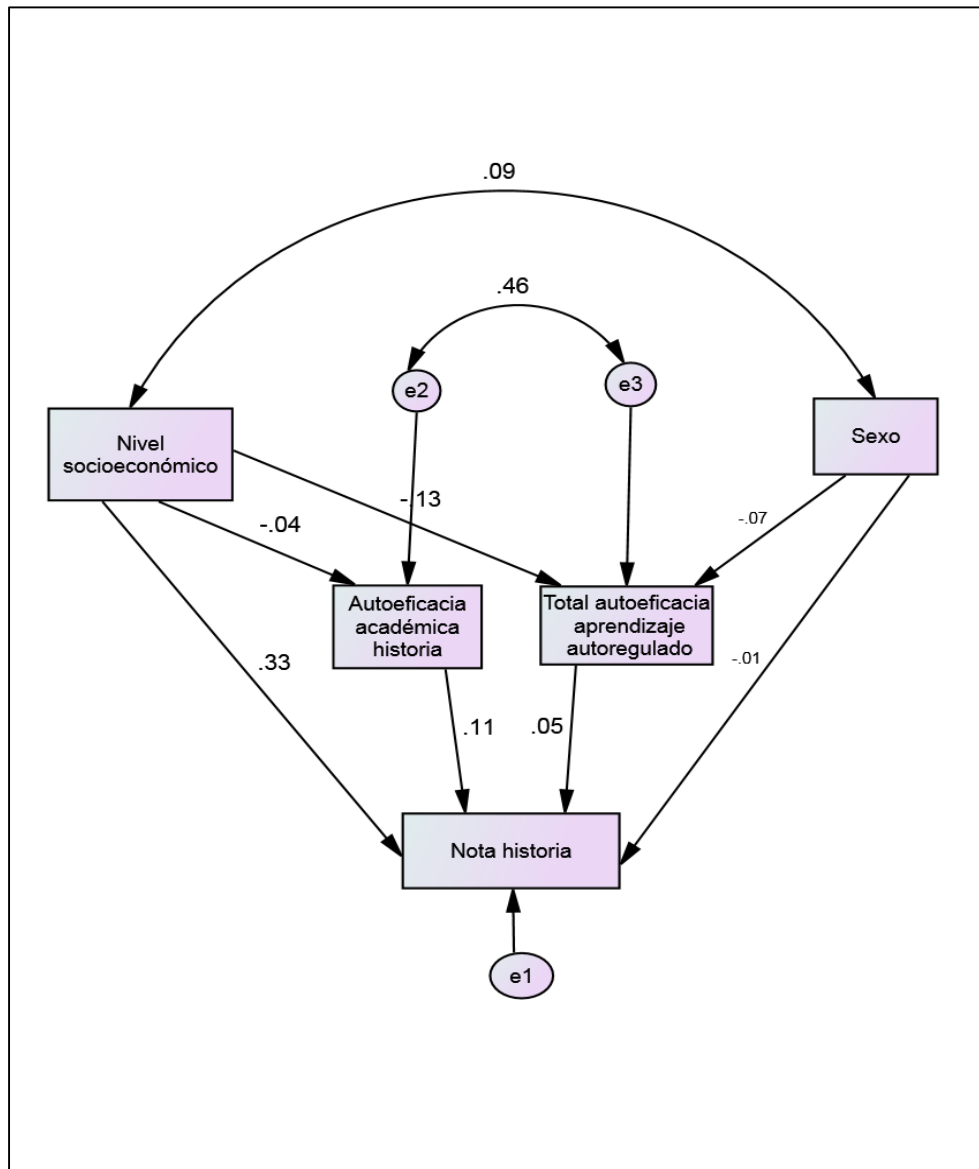 .09
.46
e2
e3
Nivel
socioeconómico
Sexo
-.13
-.04
-.07
Autoeficacia
académica
historia
Total autoeficacia
aprendizaje
autoregulado
.33
-.01
.11
.05
Nota historia
e1